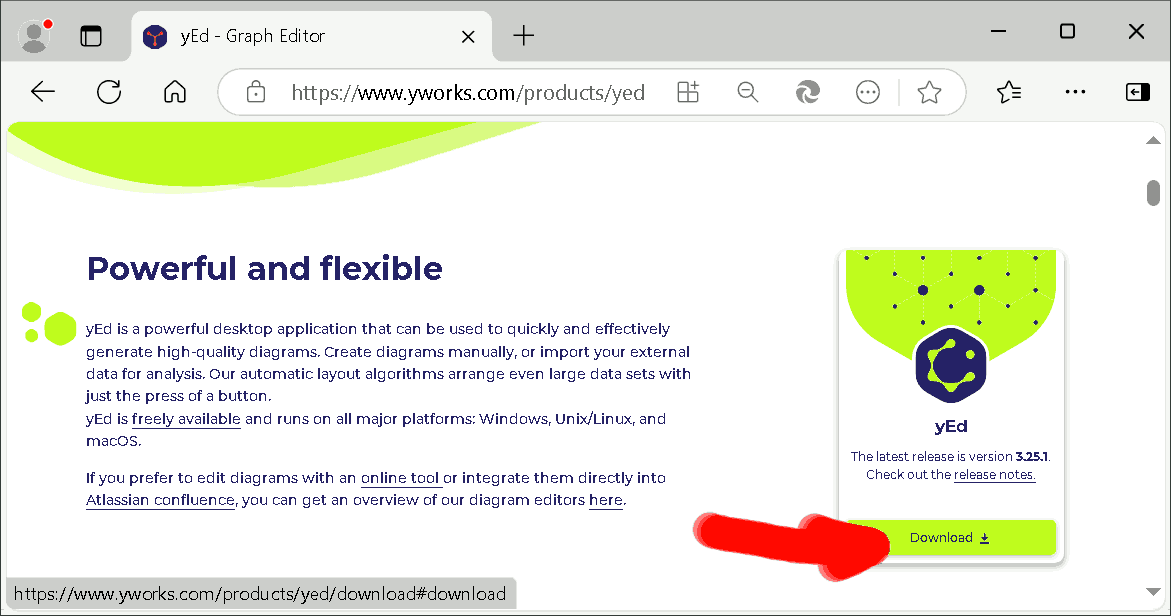 yEd - Graph Editor
https://www.yworks.com/products/yed
Powerful and flexible
yEd is a powerful desktop application that can be used to quickly and effectively
generate high-quality diagrams. Create diagrams manually, or import your external
data for analysis. Our automatic layout algorithms arrange even large data sets with
just the press of a button.
yEd is freely available and runs on all major platforms: Windows, Unix/Linux, and
macOS.
If you prefer to edit diagrams with an online tool or integrate them directly into
Atlassian confluence, you can get an overview of our diagram editors here.
yEd
The latest release is version 3.25.1.
Check out the release notes.
Download
https://www.yworks.com/products/yed/download#download